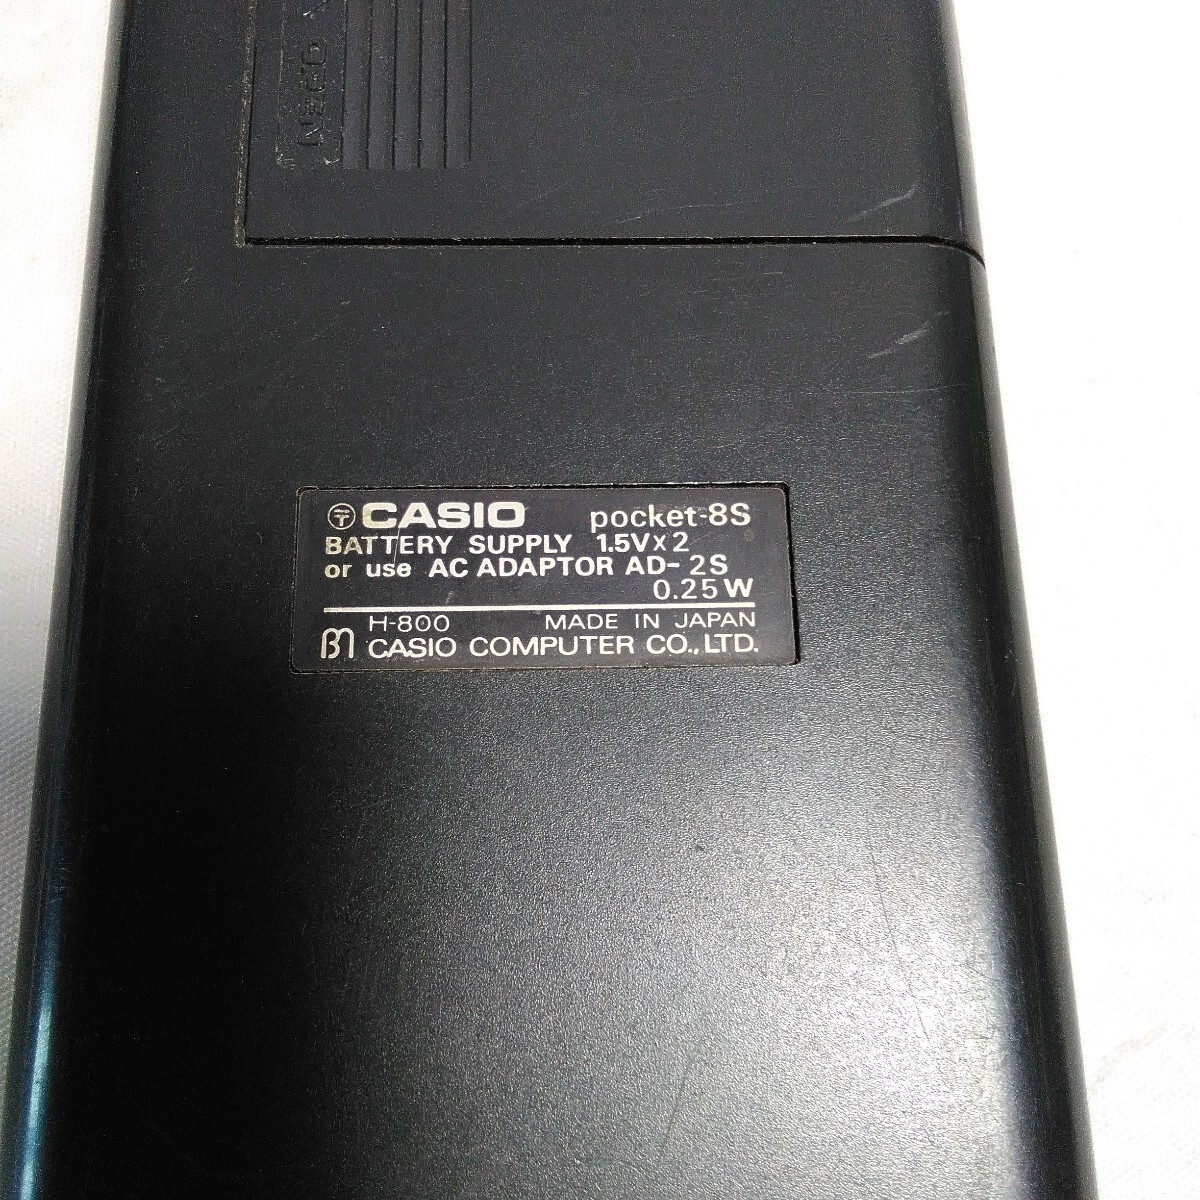 OPEN
〶 CASIO pocket-8S
BATTERY SUPPLY 1.5V×2
or use AC ADAPTOR AD-2S
0.25W
H-800 MADE IN JAPAN
CASIO COMPUTER CO., LTD.